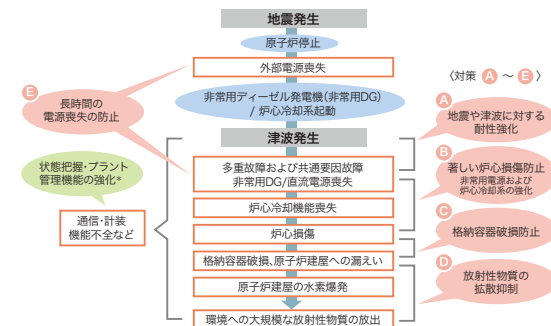 地震発生
原子炉停止
外部電源喪失
非常用ディーゼル発電機(非常用DG)
/ 炉心冷却系起動
津波発生
多重故障および共通要因故障
非常用DG/直流電源喪失
炉心冷却機能喪失
炉心損傷
格納容器破損、原子炉建屋への漏えい
原子炉建屋の水素爆発
環境への大規模な放射性物質の放出
E
長時間の
電源喪失の防止
状態把握・プラント
管理機能の強化*
通信・計装
機能不全など
〈対策 A ～ E 〉
A
地震や津波に対する
耐性強化
B
著しい炉心損傷防止
非常用電源および
炉心冷却系の強化
C
格納容器破損防止
D
放射性物質の
拡散抑制